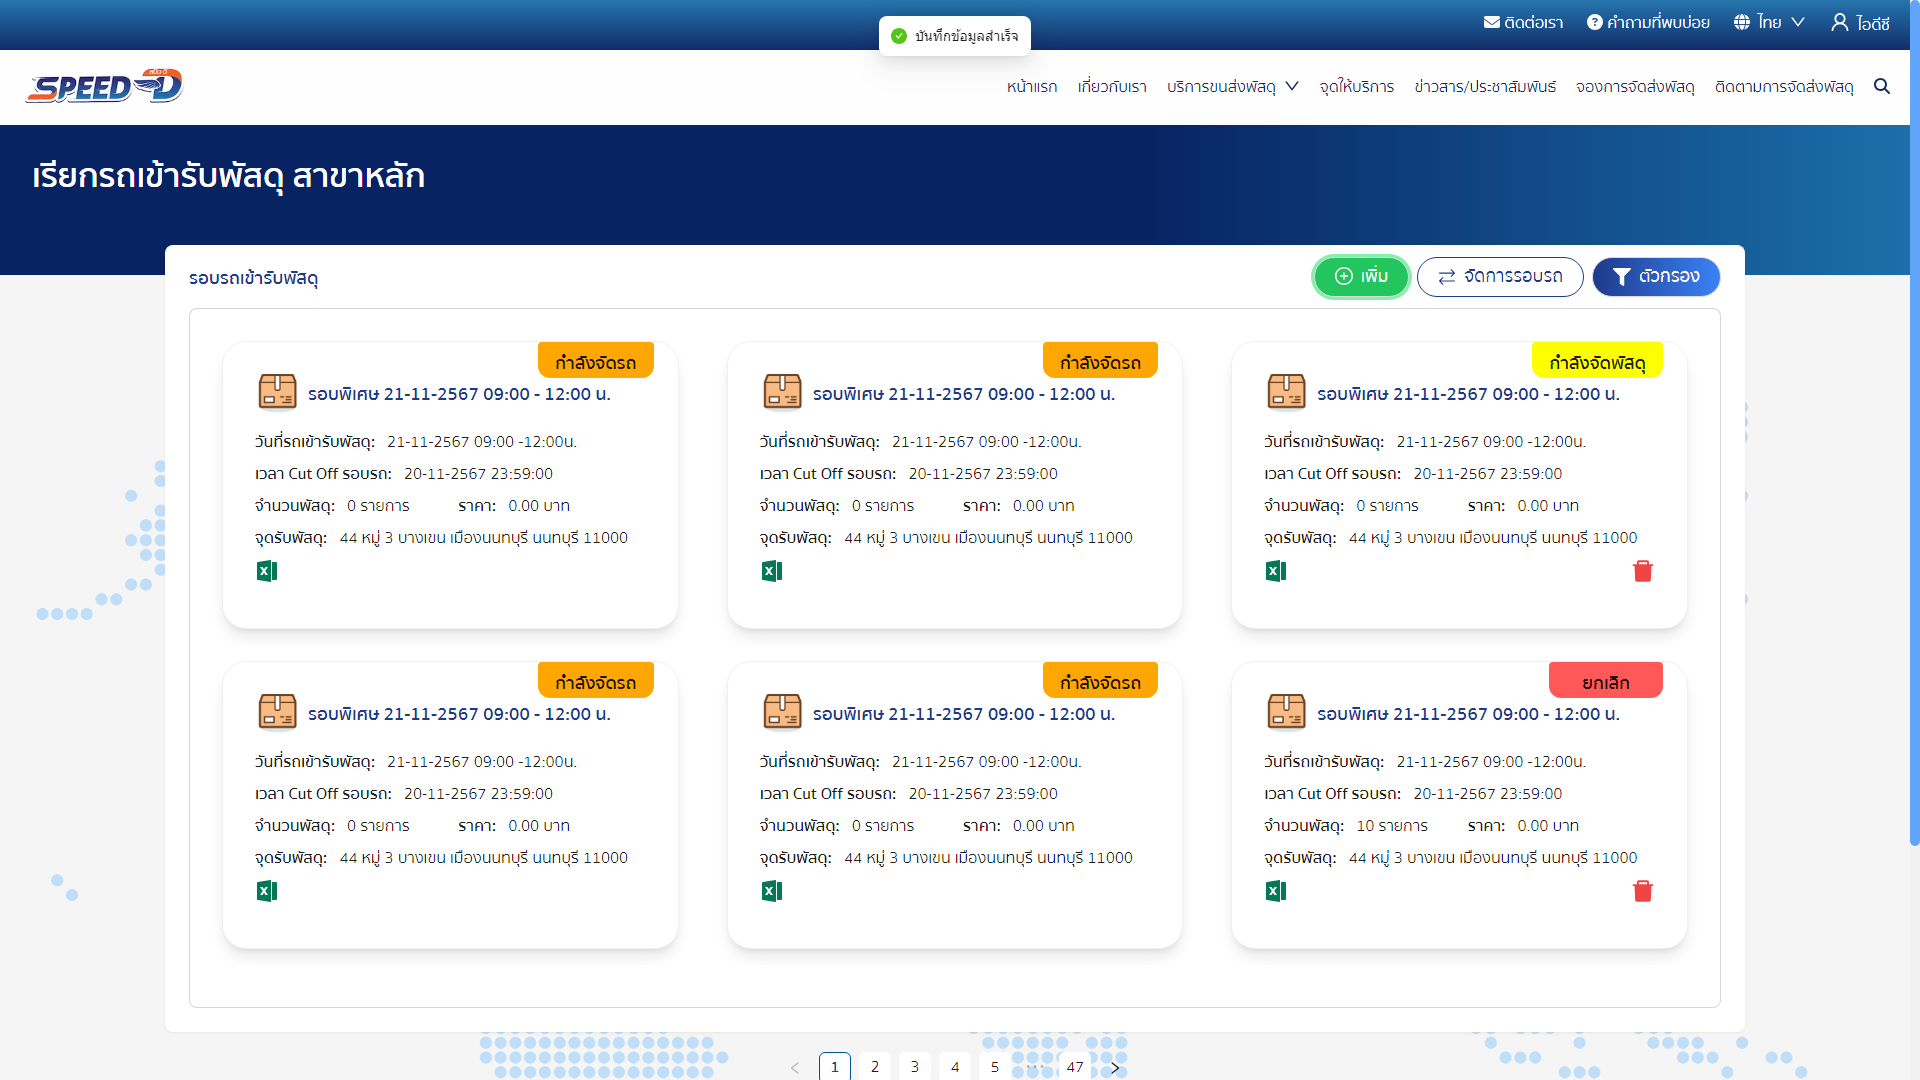 ติดต่อเรา คำถามที่พบบ่อย ไทย ไอดีซี
บันทึกข้อมูลสำเร็จ
SPEED-D
หน้าแรก เกี่ยวกับเรา บริการขนส่งพัสดุ จุดให้บริการ ข่าวสาร/ประชาสัมพันธ์ จองการจัดส่งพัสดุ ติดตามการจัดส่งพัสดุ
เรียกรถเข้ารับพัสดุ สาขาหลัก
รอบรถเข้ารับพัสดุ
เพิ่ม จัดการรอบรถ ตัวกรอง
กำลังจัดรถ
รอบพิเศษ 21-11-2567 09:00 - 12:00 น.
วันที่รถเข้ารับพัสดุ: 21-11-2567 09:00 -12:00น.
เวลา Cut Off รอบรถ: 20-11-2567 23:59:00
จำนวนพัสดุ: 0 รายการ ราคา: 0.00 บาท
จุดรับพัสดุ: 44 หมู่ 3 บางเขน เมืองนนทบุรี นนทบุรี 11000
กำลังจัดรถ
รอบพิเศษ 21-11-2567 09:00 - 12:00 น.
วันที่รถเข้ารับพัสดุ: 21-11-2567 09:00 -12:00น.
เวลา Cut Off รอบรถ: 20-11-2567 23:59:00
จำนวนพัสดุ: 0 รายการ ราคา: 0.00 บาท
จุดรับพัสดุ: 44 หมู่ 3 บางเขน เมืองนนทบุรี นนทบุรี 11000
กำลังจัดพัสดุ
รอบพิเศษ 21-11-2567 09:00 - 12:00 น.
วันที่รถเข้ารับพัสดุ: 21-11-2567 09:00 -12:00น.
เวลา Cut Off รอบรถ: 20-11-2567 23:59:00
จำนวนพัสดุ: 0 รายการ ราคา: 0.00 บาท
จุดรับพัสดุ: 44 หมู่ 3 บางเขน เมืองนนทบุรี นนทบุรี 11000
กำลังจัดรถ
รอบพิเศษ 21-11-2567 09:00 - 12:00 น.
วันที่รถเข้ารับพัสดุ: 21-11-2567 09:00 -12:00น.
เวลา Cut Off รอบรถ: 20-11-2567 23:59:00
จำนวนพัสดุ: 0 รายการ ราคา: 0.00 บาท
จุดรับพัสดุ: 44 หมู่ 3 บางเขน เมืองนนทบุรี นนทบุรี 11000
กำลังจัดรถ
รอบพิเศษ 21-11-2567 09:00 - 12:00 น.
วันที่รถเข้ารับพัสดุ: 21-11-2567 09:00 -12:00น.
เวลา Cut Off รอบรถ: 20-11-2567 23:59:00
จำนวนพัสดุ: 0 รายการ ราคา: 0.00 บาท
จุดรับพัสดุ: 44 หมู่ 3 บางเขน เมืองนนทบุรี นนทบุรี 11000
ยกเลิก
รอบพิเศษ 21-11-2567 09:00 - 12:00 น.
วันที่รถเข้ารับพัสดุ: 21-11-2567 09:00 -12:00น.
เวลา Cut Off รอบรถ: 20-11-2567 23:59:00
จำนวนพัสดุ: 10 รายการ ราคา: 0.00 บาท
จุดรับพัสดุ: 44 หมู่ 3 บางเขน เมืองนนทบุรี นนทบุรี 11000
1 2 3 4 5 ••• 47